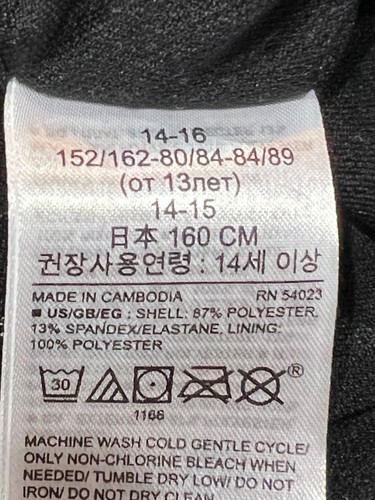 14-16
152/162-80/84-84/89
(от 13лет)
14-15
日本 160 CM
권장사용연령 : 14세 이상
MADE IN CAMBODIA RN 54023
■ US/GB/EG : SHELL: 87% POLYESTER,
13% SPANDEX/ELASTANE, LINING:
100% POLYESTER
30 ®
1166
MACHINE WASH COLD GENTLE CYCLE/
ONLY NON-CHLORINE BLEACH WHEN
NEEDED/ TUMBLE DRY LOW/ DO NOT
IRON/ DO NOT DRY CLEAN